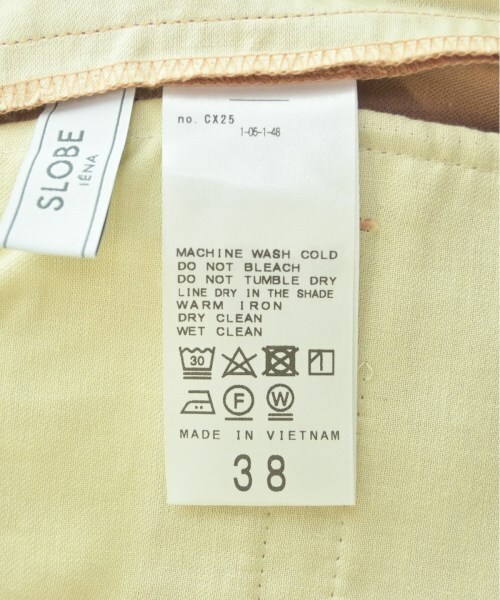 SLOBE
IÉNA
no. CX25
1-05-1-48
MACHINE WASH COLD
DO NOT BLEACH
DO NOT TUMBLE DRY
LINE DRY IN THE SHADE
WARM IRON
DRY CLEAN
WET CLEAN
30
F W
MADE IN VIETNAM
38